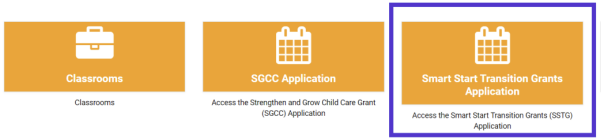 Classrooms
SGCC Application
Smart Start Transition Grants
Application
Classrooms
Access the Strengthen and Grow Child Care Grant
(SGCC) Application
Access the Smart Start Transition Grants (SSTG)
Application